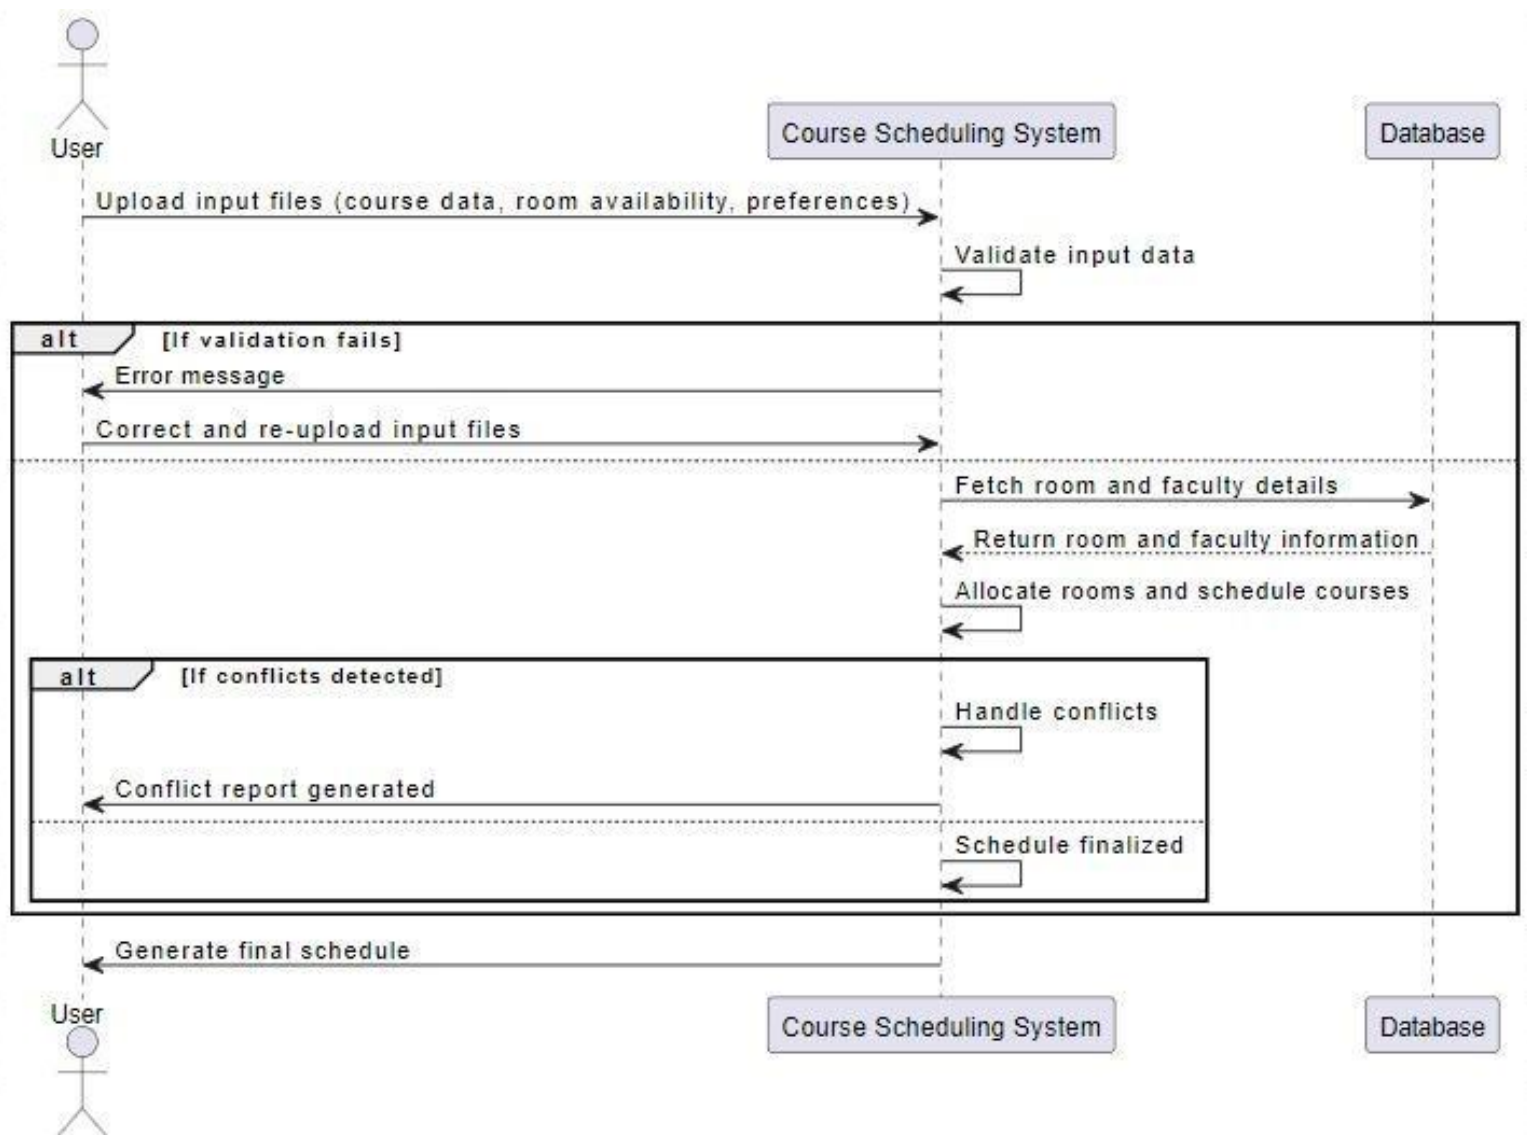 User
Course Scheduling System
Database
Upload input files (course data, room availability, preferences)
Validate input data
alt
[If validation fails]
Error message
Correct and re-upload input files
Fetch room and faculty details
Return room and faculty information
Allocate rooms and schedule courses
alt
[If conflicts detected]
Handle conflicts
Conflict report generated
Schedule finalized
Generate final schedule
User
Course Scheduling System
Database